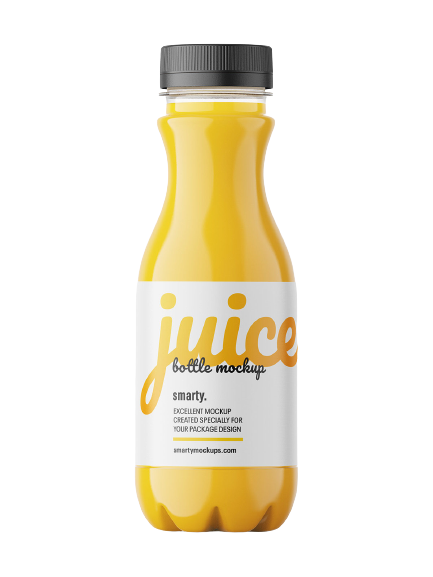 juice
bottle mockup
smarty.
EXCELLENT MOCKUP
CREATED SPECIALLY FOR
YOUR PACKAGE DESIGN
smartymockups.com